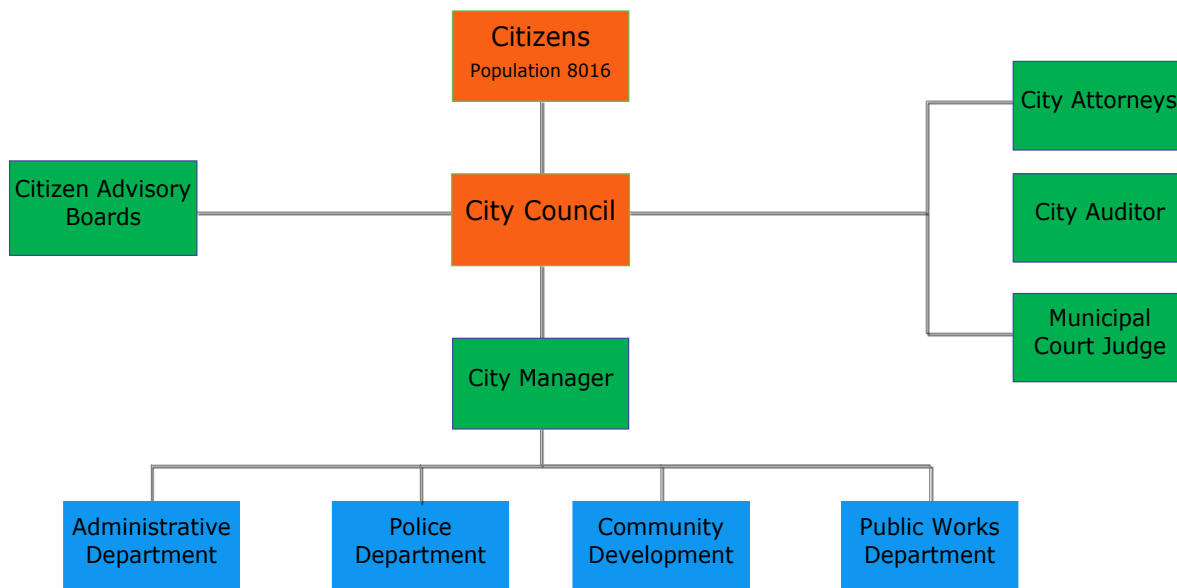 Citizens
Population 8016
City Attorneys
Citizen Advisory
Boards
City Council
City Auditor
Municipal
Court Judge
City Manager
Administrative
Department
Police
Department
Community
Development
Public Works
Department